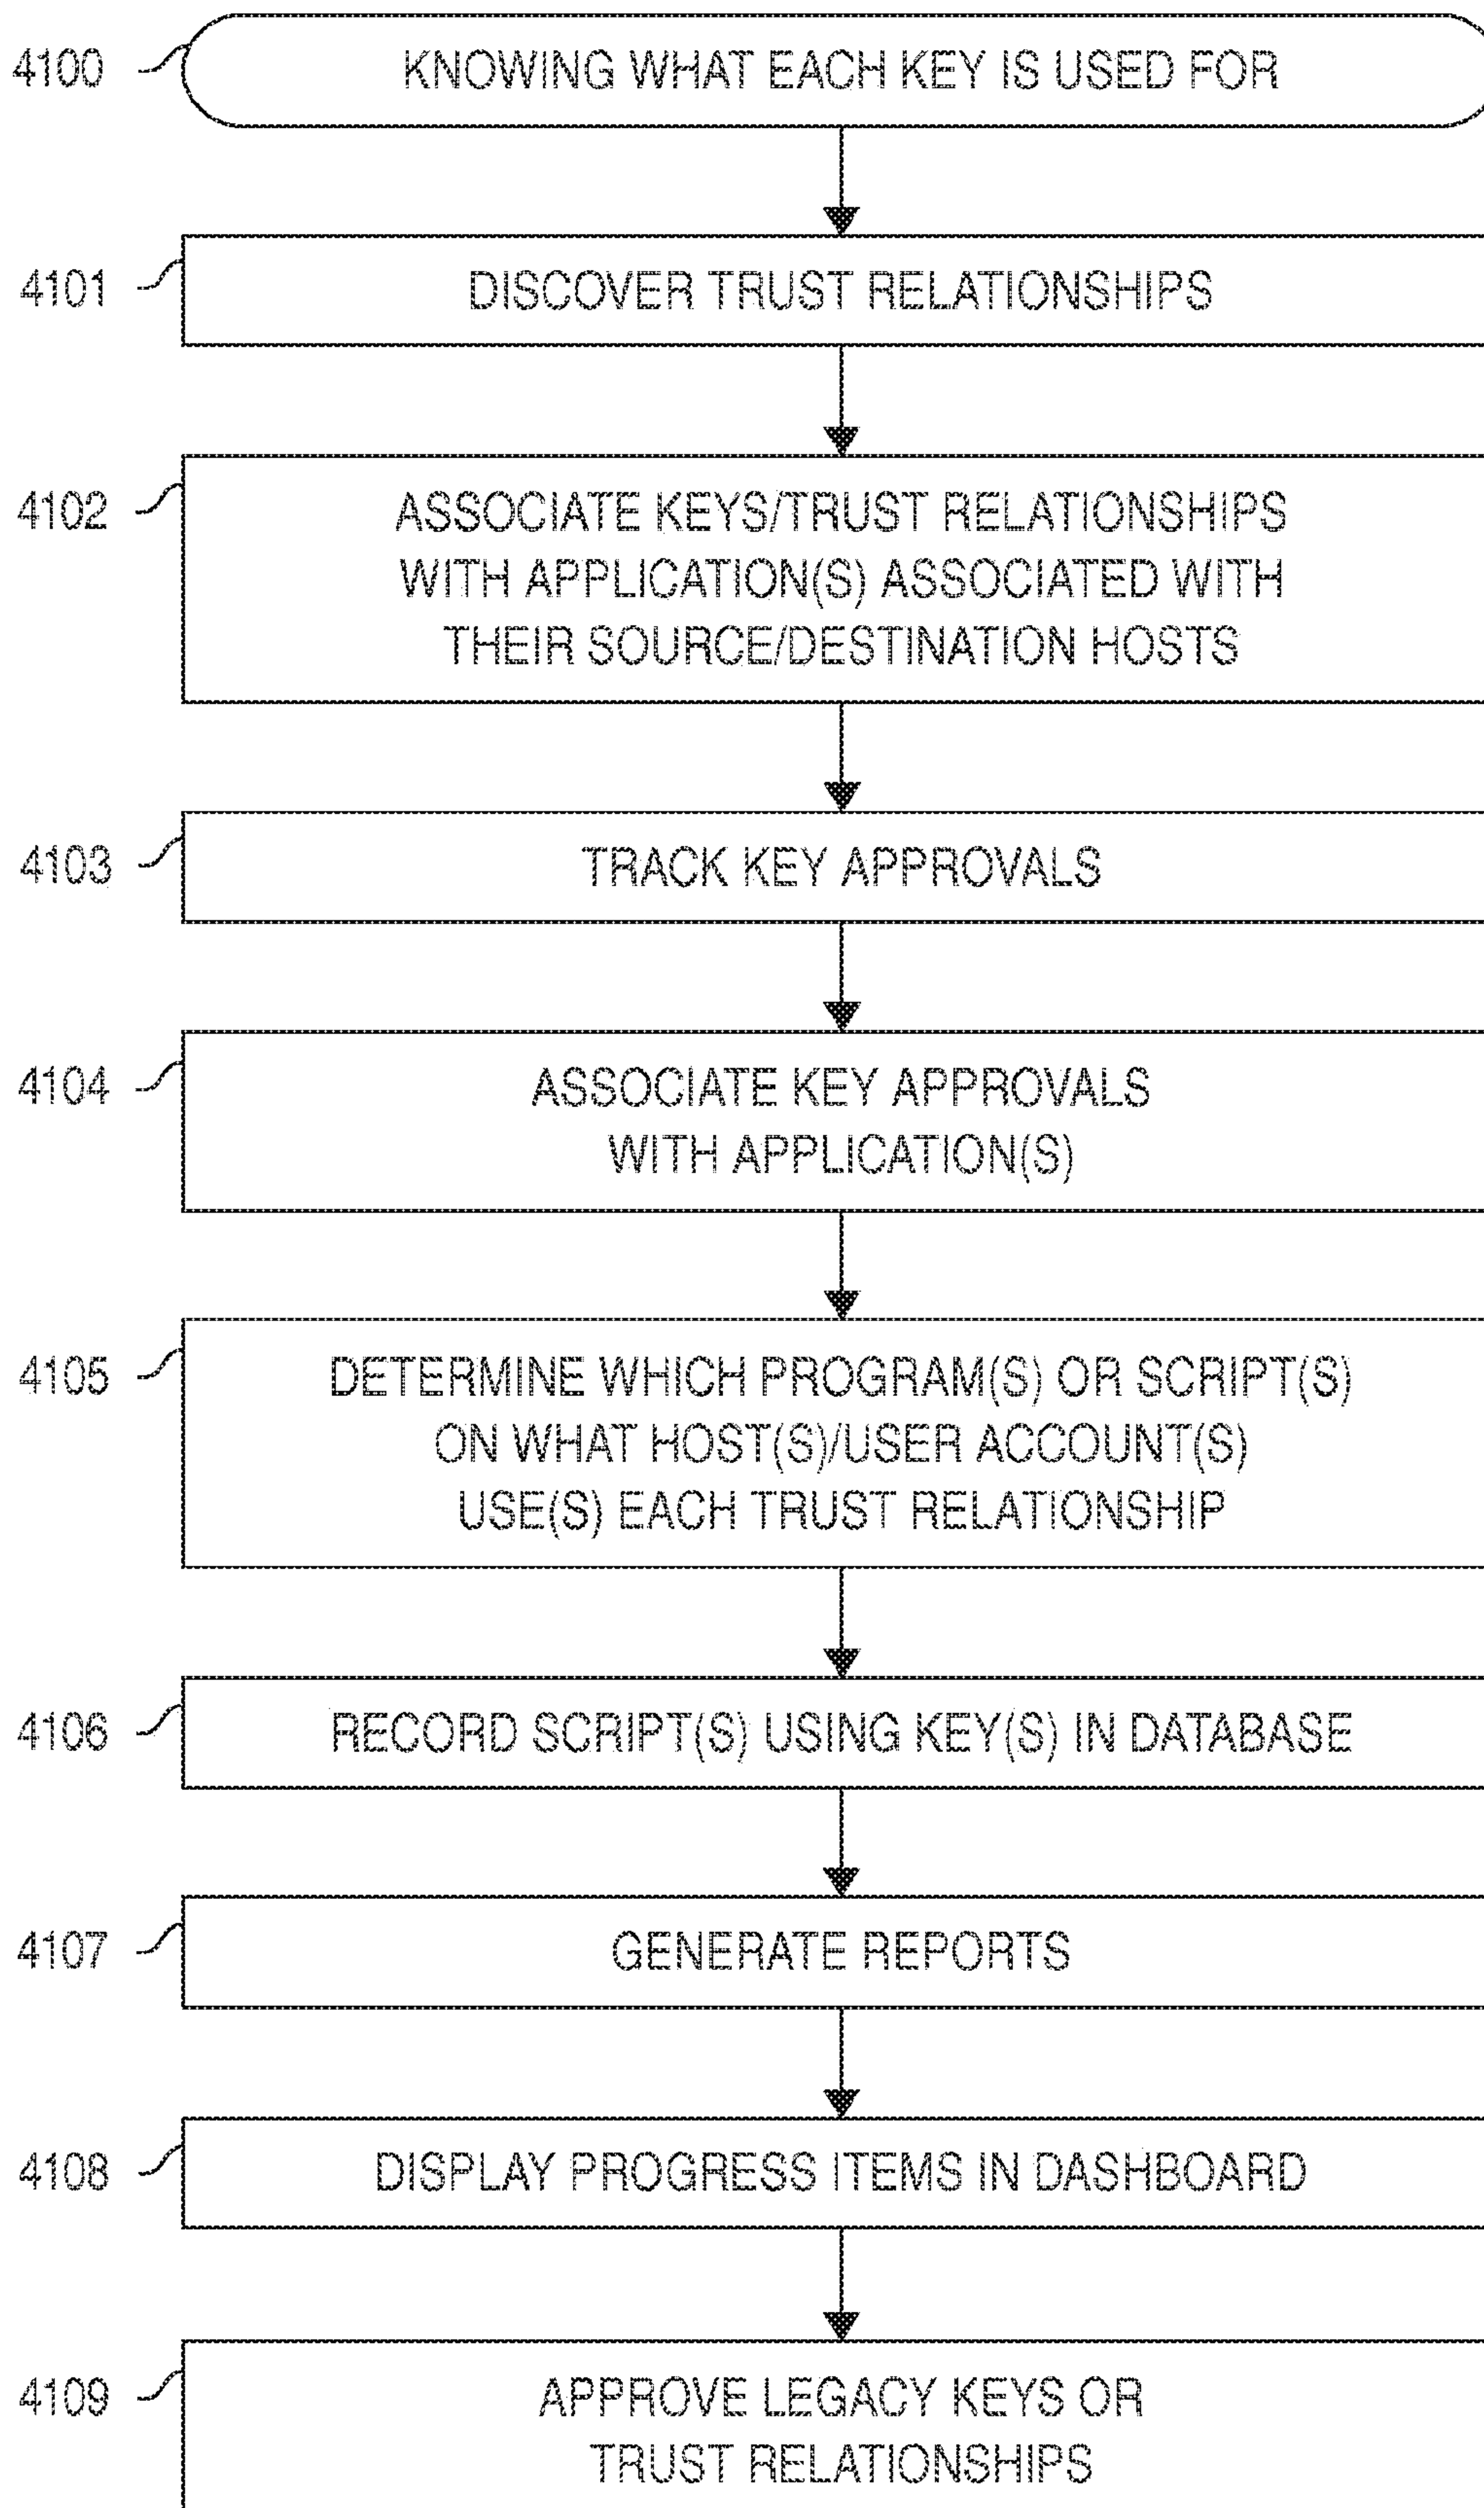 4100 KNOWING WHAT EACH KEY IS USED FOR
4101 DISCOVER TRUST RELATIONSHIPS
4102 ASSOCIATE KEYS/TRUST RELATIONSHIPS
WITH APPLICATION(S) ASSOCIATED WITH
THEIR SOURCE/DESTINATION HOSTS
4103 TRACK KEY APPROVALS
4104 ASSOCIATE KEY APPROVALS
WITH APPLICATION(S)
4105 DETERMINE WHICH PROGRAM(S) OR SCRIPT(S)
ON WHAT HOST(S)/USER ACCOUNT(S)
USE(S) EACH TRUST RELATIONSHIP
4106 RECORD SCRIPT(S) USING KEY(S) IN DATABASE
4107 GENERATE REPORTS
4108 DISPLAY PROGRESS ITEMS IN DASHBOARD
4109 APPROVE LEGACY KEYS OR
TRUST RELATIONSHIPS